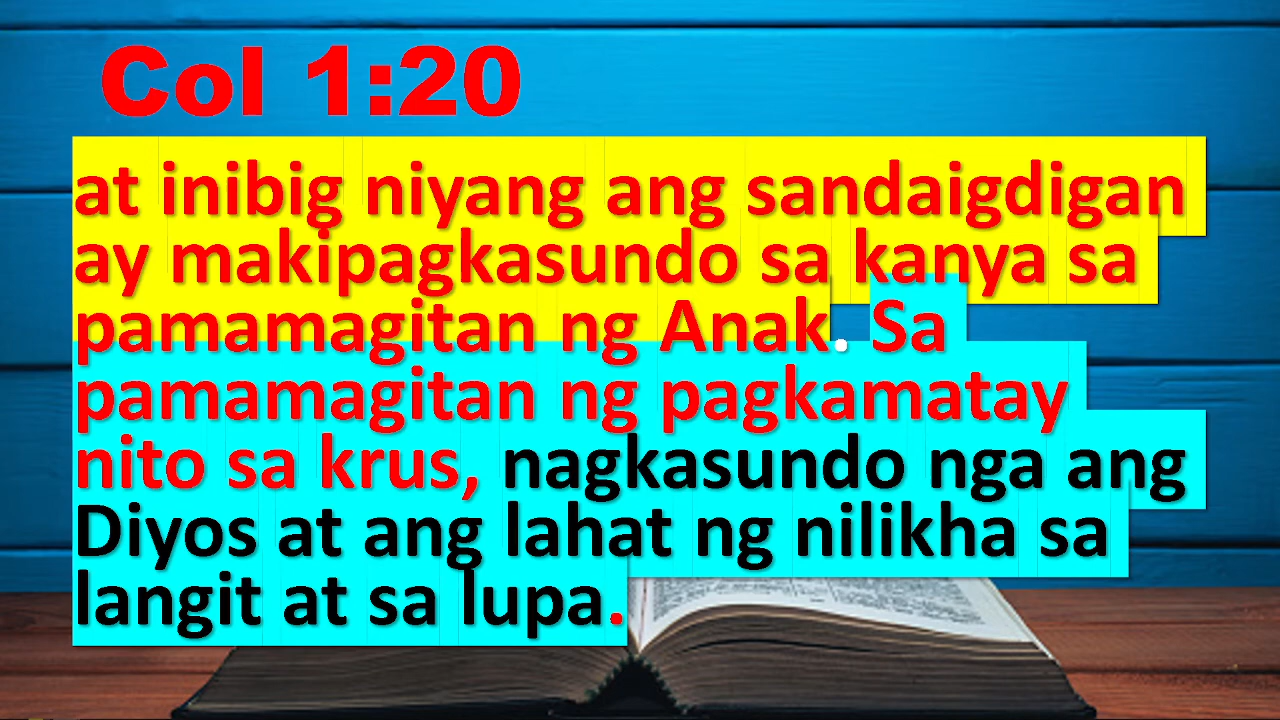 Col 1:20
at inibig niyang ang sandaigdigan
ay makipagkasundo sa kanya sa
pamamagitan ng Anak. Sa
pamamagitan ng pagkamatay
nito sa krus, nagkasundo nga ang
Diyos at ang lahat ng nilikha sa
langit at sa lupa.